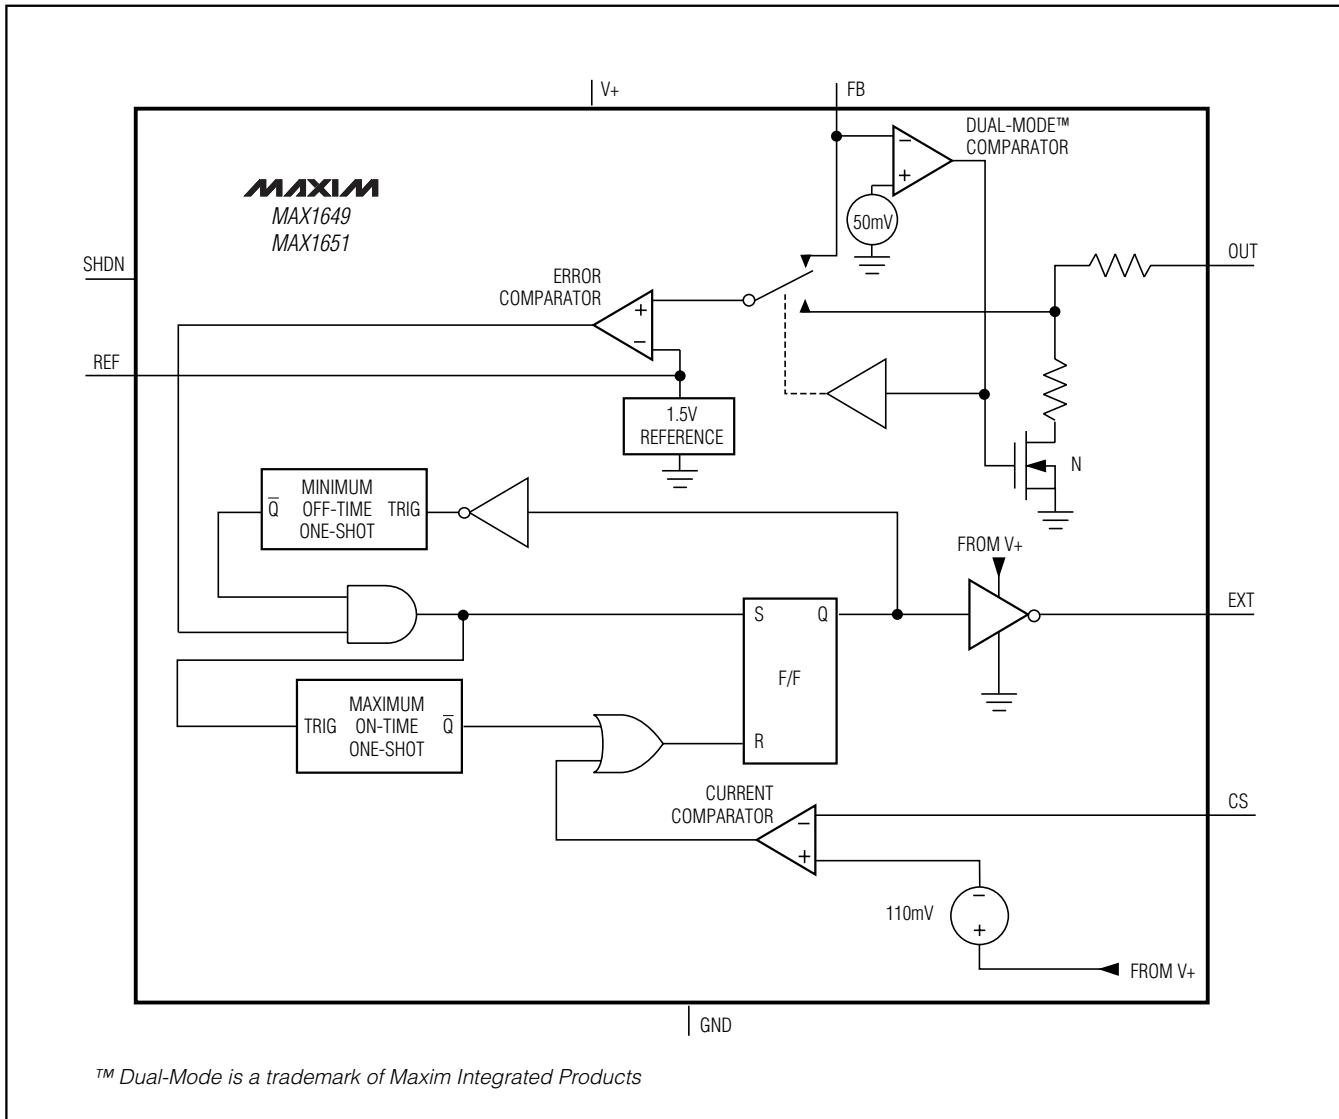 V+
FB
DUAL-MODE™
COMPARATOR
MAXIM
MAX1649
MAX1651
−
+
50mV
SHDN
OUT
ERROR
COMPARATOR
+
−
REF
1.5V
REFERENCE
N
MINIMUM
Q̅ OFF-TIME TRIG
ONE-SHOT
FROM V+
EXT
S Q
F/F
R
MAXIMUM
TRIG ON-TIME Q̅
ONE-SHOT
CURRENT
COMPARATOR
−
+
CS
110mV
−
+
FROM V+
GND
™ Dual-Mode is a trademark of Maxim Integrated Products